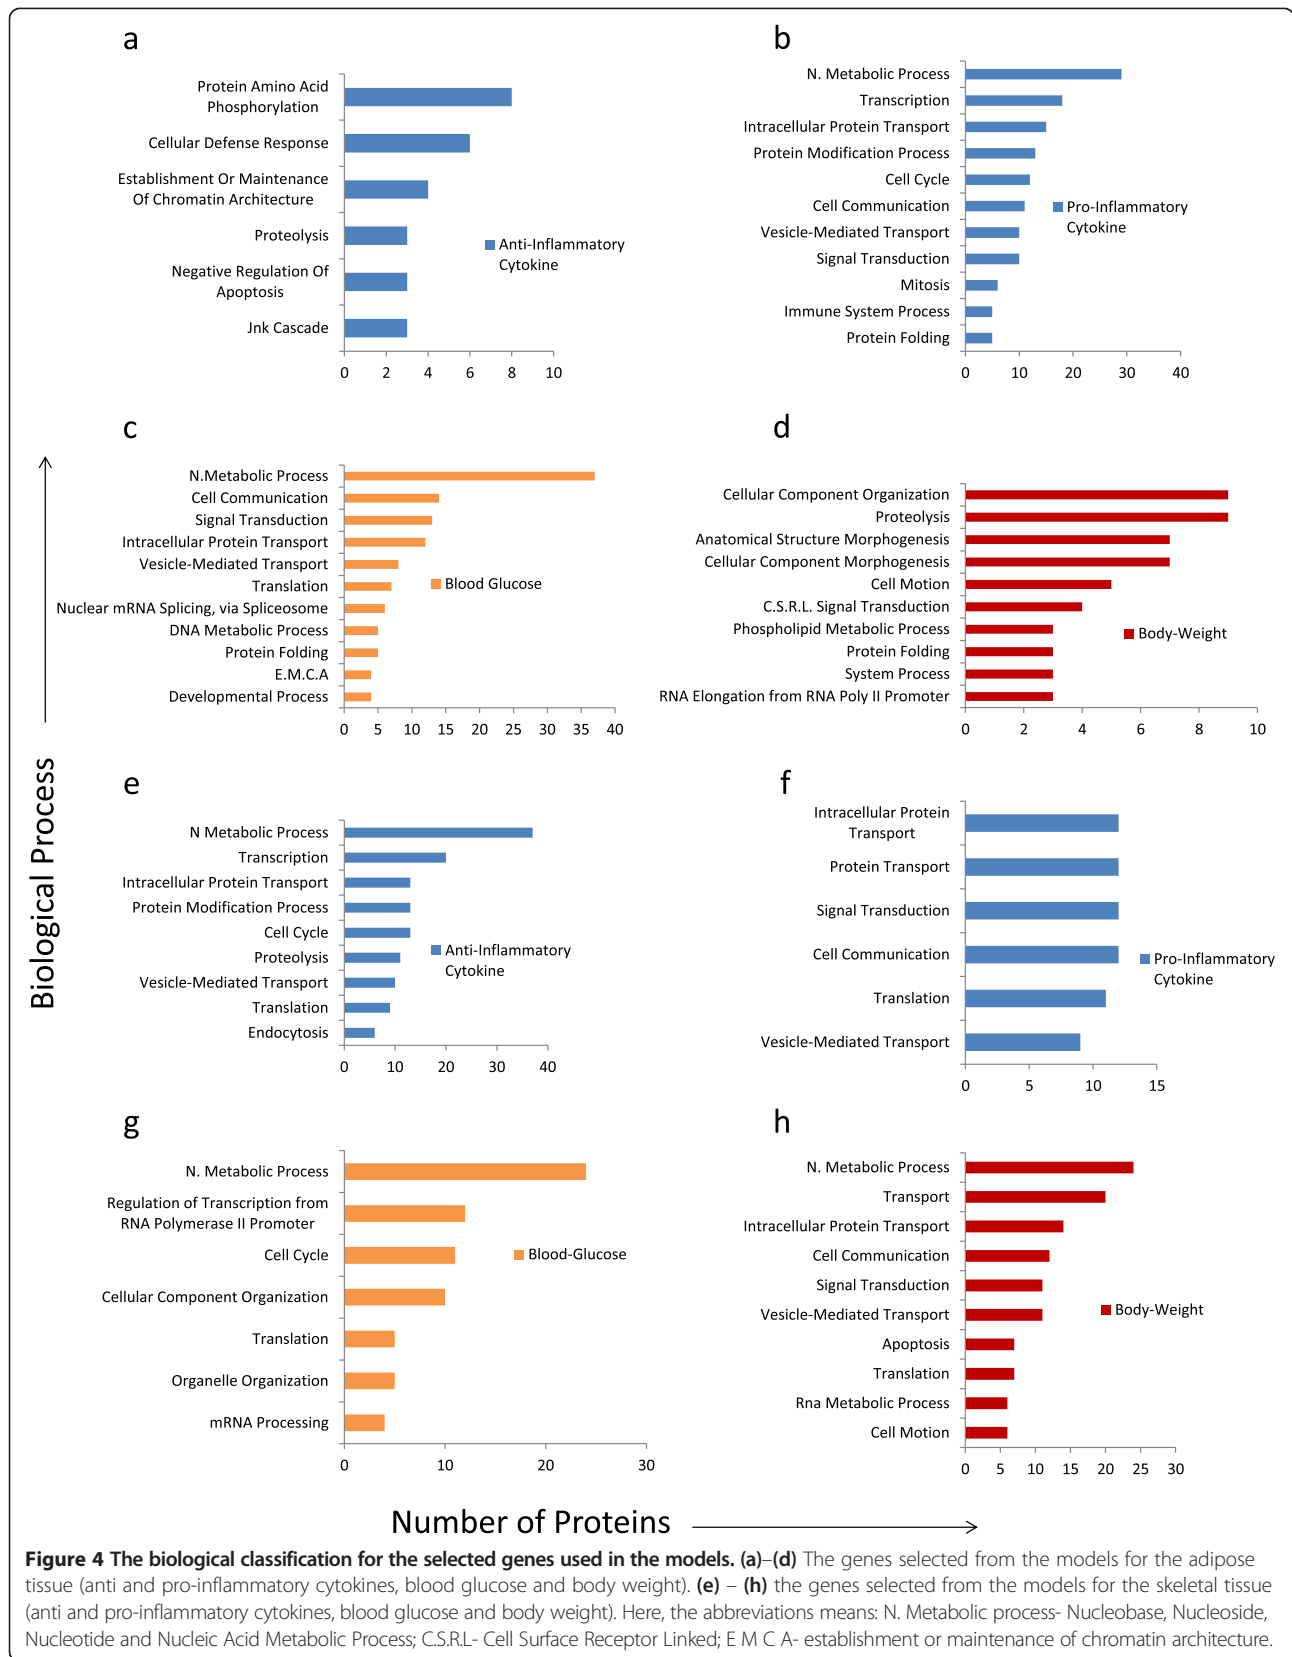 a
Protein Amino Acid
Phosphorylation
Cellular Defense Response
Establishment Or Maintenance
Of Chromatin Architecture
Proteolysis
Negative Regulation Of
Apoptosis
Jnk Cascade
Anti-Inflammatory
Cytokine
0 2 4 6 8 10
b
N. Metabolic Process
Transcription
Intracellular Protein Transport
Protein Modification Process
Cell Cycle
Cell Communication
Vesicle-Mediated Transport
Signal Transduction
Mitosis
Immune System Process
Protein Folding
Pro-Inflammatory
Cytokine
0 10 20 30 40
c
N.Metabolic Process
Cell Communication
Signal Transduction
Intracellular Protein Transport
Vesicle-Mediated Transport
Translation
Nuclear mRNA Splicing, via Spliceosome
DNA Metabolic Process
Protein Folding
E.M.C.A
Developmental Process
Blood Glucose
0 5 10 15 20 25 30 35 40
d
Cellular Component Organization
Proteolysis
Anatomical Structure Morphogenesis
Cellular Component Morphogenesis
Cell Motion
C.S.R.L. Signal Transduction
Phospholipid Metabolic Process
Protein Folding
System Process
RNA Elongation from RNA Poly II Promoter
Body-Weight
0 2 4 6 8 10
Biological Process
e
N Metabolic Process
Transcription
Intracellular Protein Transport
Protein Modification Process
Cell Cycle
Proteolysis
Vesicle-Mediated Transport
Translation
Endocytosis
Anti-Inflammatory
Cytokine
0 10 20 30 40
f
Intracellular Protein
Transport
Protein Transport
Signal Transduction
Cell Communication
Translation
Vesicle-Mediated Transport
Pro-Inflammatory
Cytokine
0 5 10 15
g
N. Metabolic Process
Regulation of Transcription from
RNA Polymerase II Promoter
Cell Cycle
Cellular Component Organization
Translation
Organelle Organization
mRNA Processing
Blood-Glucose
0 10 20 30
h
N. Metabolic Process
Transport
Intracellular Protein Transport
Cell Communication
Signal Transduction
Vesicle-Mediated Transport
Apoptosis
Translation
Rna Metabolic Process
Cell Motion
Body-Weight
0 5 10 15 20 25 30
Number of Proteins
Figure 4 The biological classification for the selected genes used in the models. (a)–(d) The genes selected from the models for the adipose
tissue (anti and pro-inflammatory cytokines, blood glucose and body weight). (e) – (h) the genes selected from the models for the skeletal tissue
(anti and pro-inflammatory cytokines, blood glucose and body weight). Here, the abbreviations means: N. Metabolic process- Nucleobase, Nucleoside,
Nucleotide and Nucleic Acid Metabolic Process; C.S.R.L- Cell Surface Receptor Linked; E M C A- establishment or maintenance of chromatin architecture.